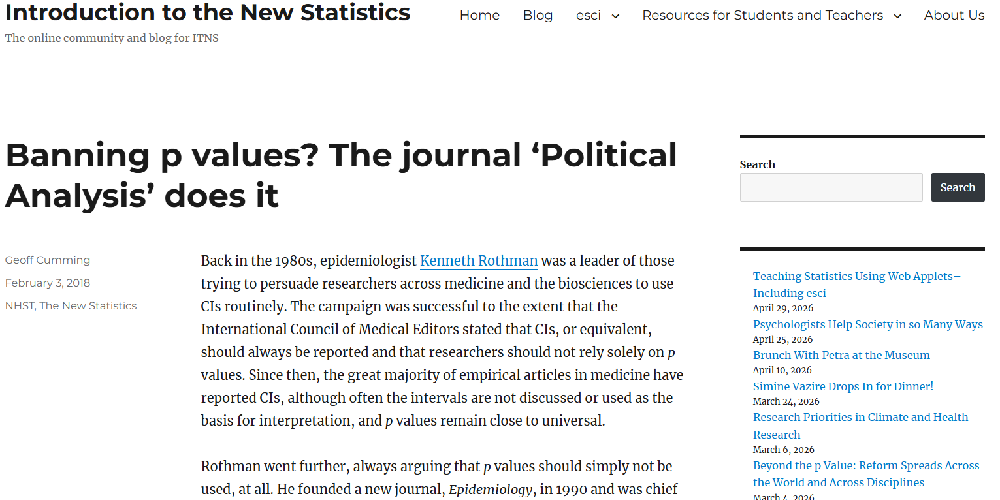 Introduction to the New Statistics
The online community and blog for ITNS
Home Blog esci Resources for Students and Teachers About Us
Banning p values? The journal ‘Political
Analysis’ does it
Geoff Cumming
February 3, 2018
NHST, The New Statistics
Back in the 1980s, epidemiologist Kenneth Rothman was a leader of those
trying to persuade researchers across medicine and the biosciences to use
CIs routinely. The campaign was successful to the extent that the
International Council of Medical Editors stated that CIs, or equivalent,
should always be reported and that researchers should not rely solely on p
values. Since then, the great majority of empirical articles in medicine have
reported CIs, although often the intervals are not discussed or used as the
basis for interpretation, and p values remain close to universal.
Rothman went further, always arguing that p values should simply not be
used, at all. He founded a new journal, Epidemiology, in 1990 and was chief
Search
Search
Teaching Statistics Using Web Applets–
Including esci
April 29, 2026
Psychologists Help Society in so Many Ways
April 25, 2026
Brunch With Petra at the Museum
April 10, 2026
Simine Vazire Drops In for Dinner!
March 24, 2026
Research Priorities in Climate and Health
Research
March 6, 2026
Beyond the p Value: Reform Spreads Across
the World and Across Disciplines
March 4, 2026